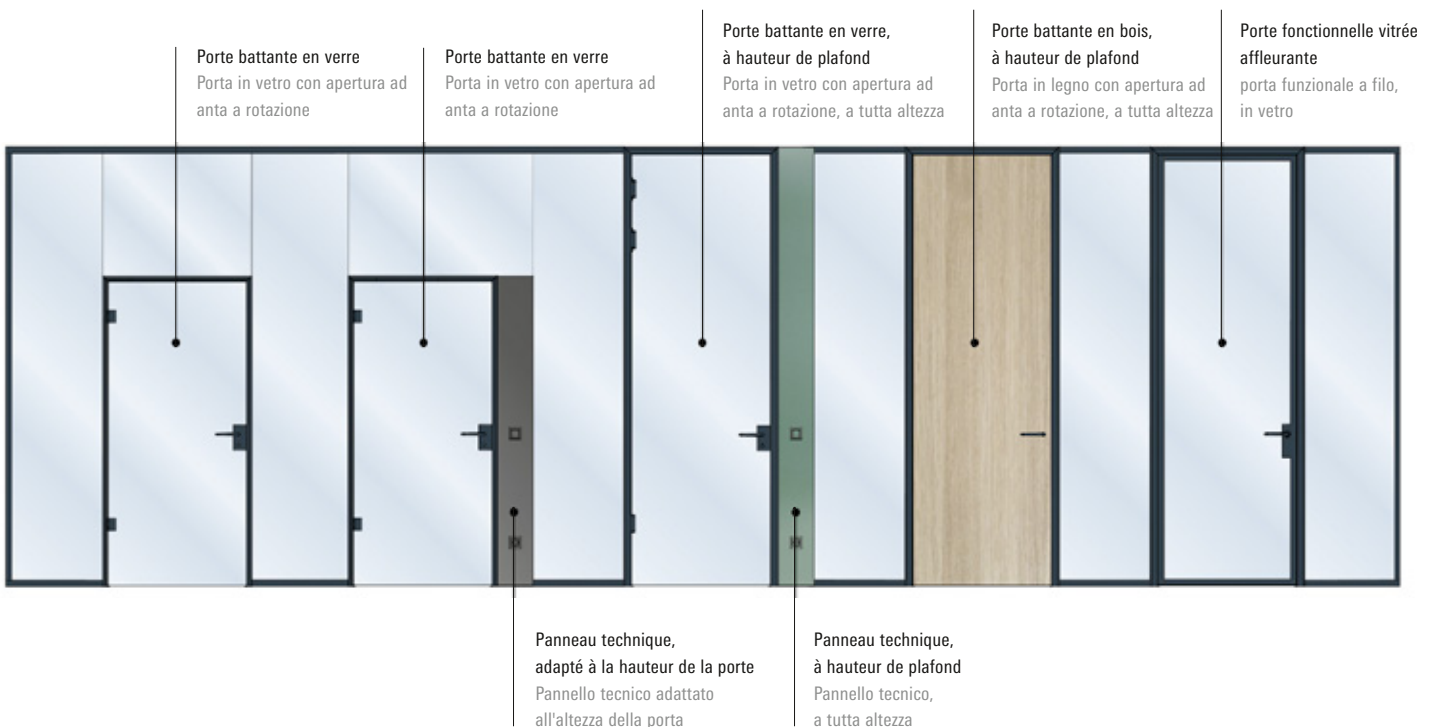 Porte battante en verre
Porta in vetro con apertura ad
anta a rotazione
Porte battante en verre
Porta in vetro con apertura ad
anta a rotazione
Porte battante en verre,
à hauteur de plafond
Porta in vetro con apertura ad
anta a rotazione, a tutta altezza
Porte battante en bois,
à hauteur de plafond
Porta in legno con apertura ad
anta a rotazione, a tutta altezza
Porte fonctionnelle vitrée
affleurante
porta funzionale a filo,
in vetro
Panneau technique,
adapté à la hauteur de la porte
Pannello tecnico adattato
all'altezza della porta
Panneau technique,
à hauteur de plafond
Pannello tecnico,
a tutta altezza